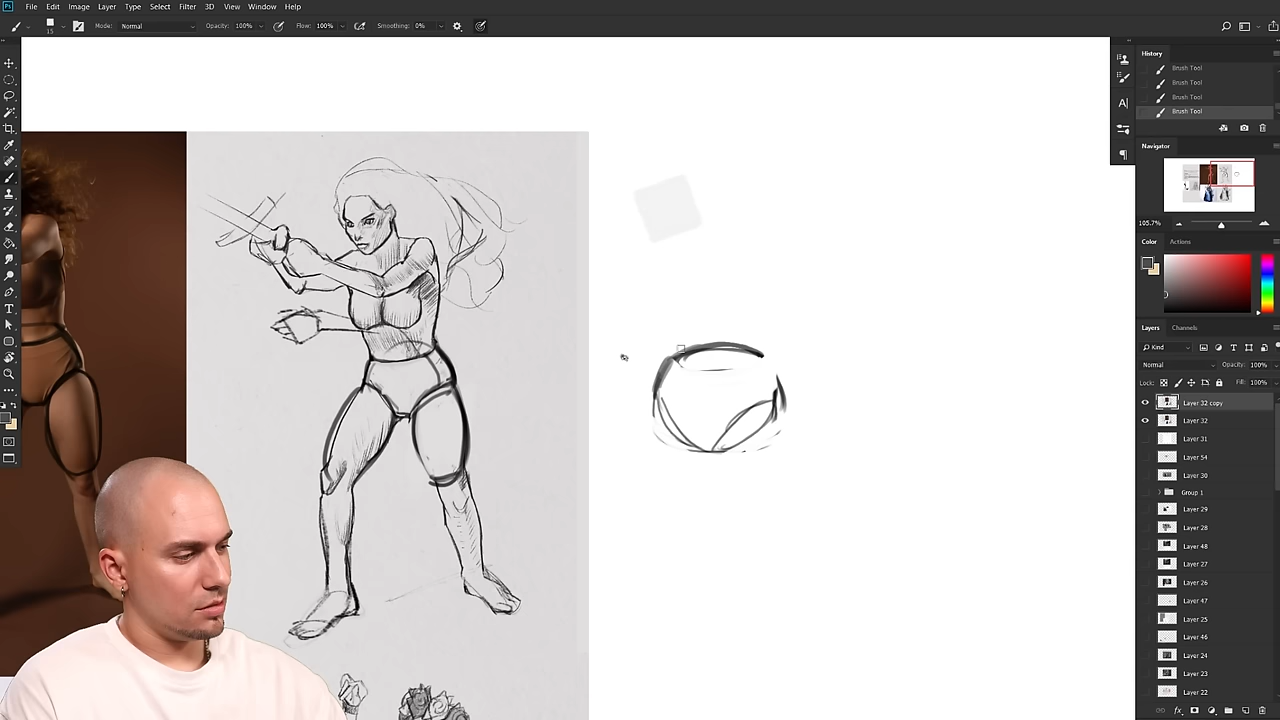 Ps File Edit Image Layer Type Select Filter 3D View Window Help
15 Mode: Normal Opacity: 100% Flow: 100% Smoothing: 0%
History
Brush Tool
Brush Tool
Brush Tool
Brush Tool
Navigator
105.7%
Color Actions
Layers Channels
Kind
Normal Opacity: 100%
Lock: Fill: 100%
Layer 32 copy
Layer 32
Layer 31
Layer 54
Layer 30
Group 1
Layer 29
Layer 28
Layer 48
Layer 27
Layer 26
Layer 47
Layer 25
Layer 46
Layer 24
Layer 23
Layer 22